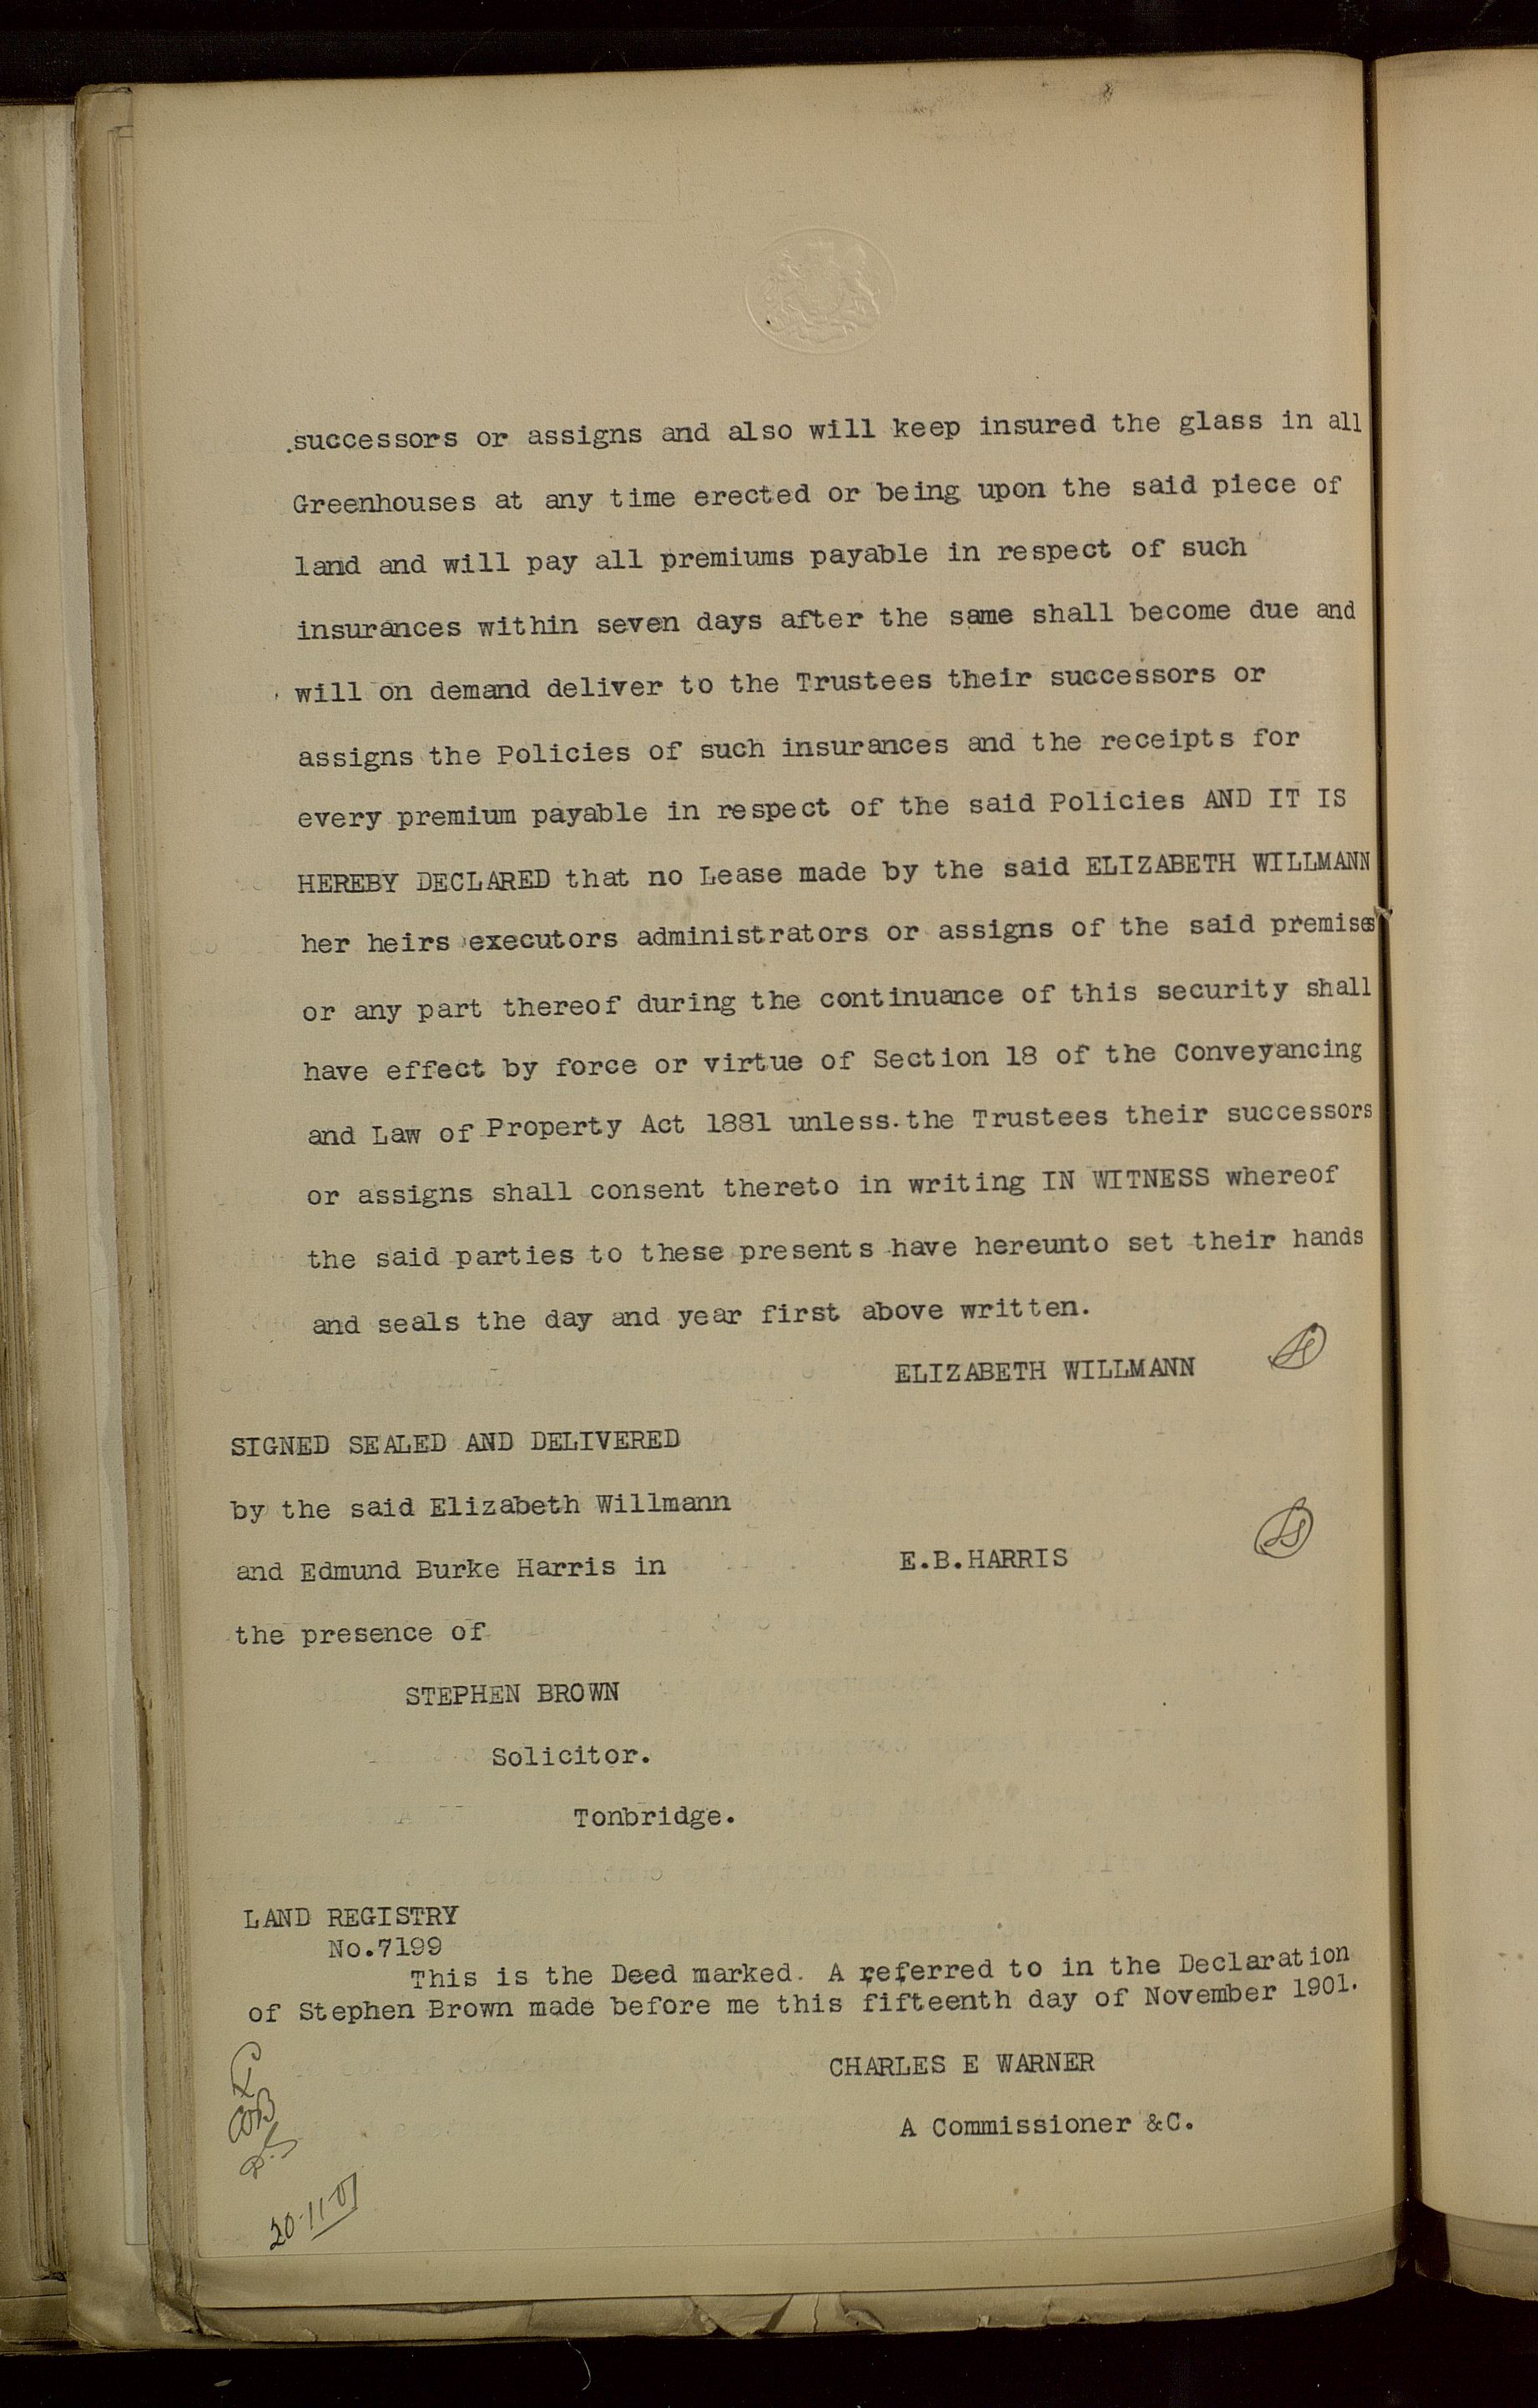 successors or assigns and also will keep insured the glass in all
Greenhouses at any time erected or being upon the said piece of
land and will pay all premiums payable in respect of such
insurances within seven days after the same shall become due and
will on demand deliver to the Trustees their successors or
assigns the Policies of such insurances and the receipts for
every premium payable in respect of the said Policies AND IT IS
HEREBY DECLARED that no Lease made by the said ELIZABETH WILLMANN
her heirs executors administrators or assigns of the said premises
or any part thereof during the continuance of this security shall
have effect by force or virtue of Section 18 of the Conveyancing
and Law of Property Act 1881 unless.the Trustees their successors
or assigns shall consent thereto in writing IN WITNESS whereof
the said parties to these presents have hereunto set their hands
and seals the day and year first above written.
ELIZABETH WILLMANN
SIGNED SEALED AND DELIVERED
by the said Elizabeth Willmann
and Edmund Burke Harris in
E.B.HARRIS
the presence of
STEPHEN BROWN
Solicitor.
Tonbridge.
LAND REGISTRY
No.7199
This is the Deed marked. A referred to in the Declaration
of Stephen Brown made before me this fifteenth day of November 1901.
CHARLES E WARNER
A Commissioner &C.
20-11-01